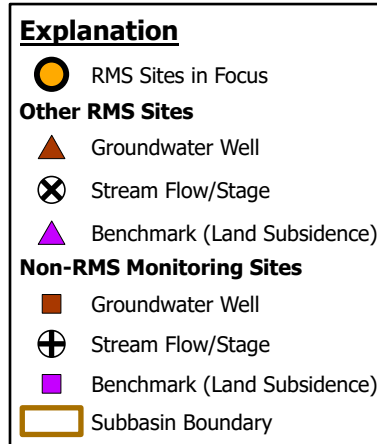 Explanation
RMS Sites in Focus
Other RMS Sites
Groundwater Well
Stream Flow/Stage
Benchmark (Land Subsidence)
Non-RMS Monitoring Sites
Groundwater Well
Stream Flow/Stage
Benchmark (Land Subsidence)
Subbasin Boundary